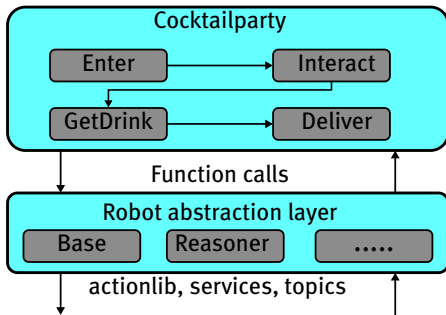 Cocktailparty
Enter Interact
GetDrink Deliver
Function calls
Robot abstraction layer
Base Reasoner .....
actionlib, services, topics